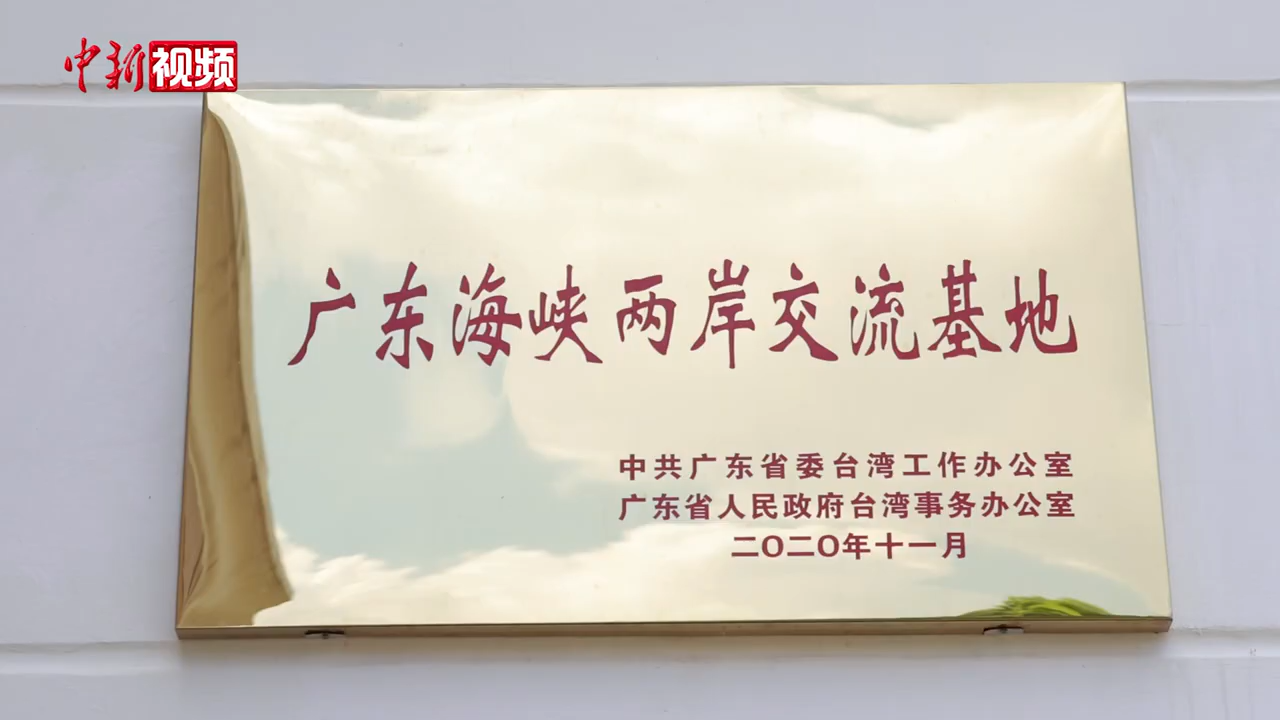 中新视频
广东海峡两岸交流基地
中共广东省委台湾工作办公室
广东省人民政府台湾事务办公室
二〇二〇年十一月